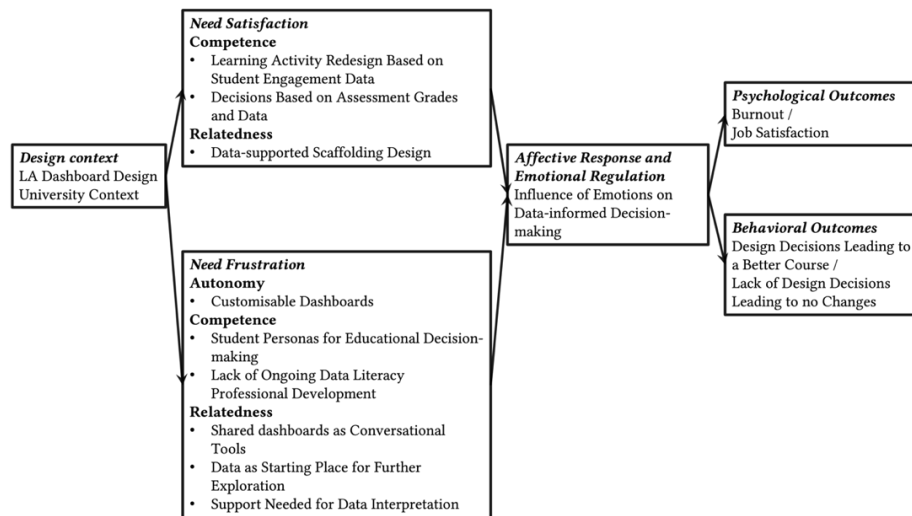 Design context
LA Dashboard Design
University Context
Need Satisfaction
Competence
• Learning Activity Redesign Based on
Student Engagement Data
• Decisions Based on Assessment Grades
and Data
Relatedness
• Data-supported Scaffolding Design
Need Frustration
Autonomy
• Customisable Dashboards
Competence
• Student Personas for Educational Decision-
making
• Lack of Ongoing Data Literacy
Professional Development
Relatedness
• Shared dashboards as Conversational
Tools
• Data as Starting Place for Further
Exploration
• Support Needed for Data Interpretation
Affective Response and
Emotional Regulation
Influence of Emotions on
Data-informed Decision-
making
Psychological Outcomes
Burnout /
Job Satisfaction
Behavioral Outcomes
Design Decisions Leading to
a Better Course /
Lack of Design Decisions
Leading to no Changes